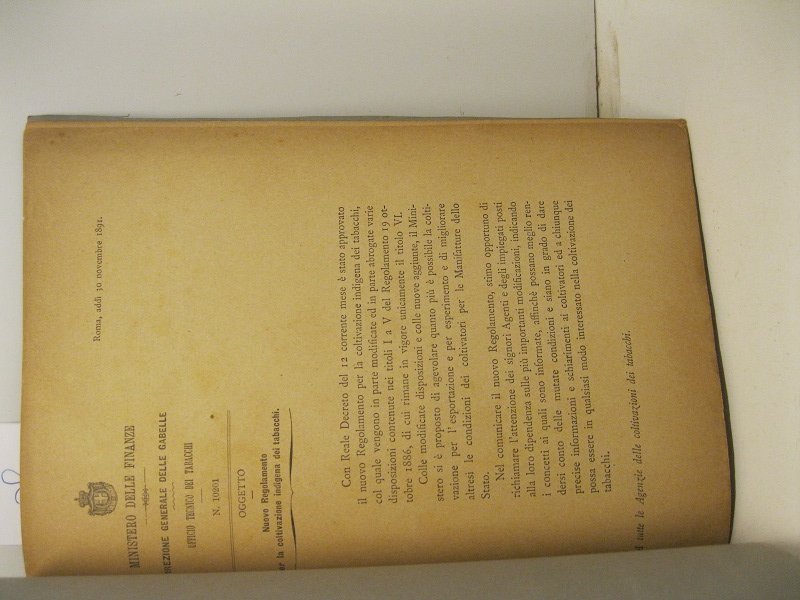 MINISTERO DELLE FINANZE
DIREZIONE GENERALE DELLE GABELLE
UFFICIO TECNICO DEI TABACCHI
N. 10201
OGGETTO
Nuovo Regolamento
per la coltivazione indigena dei tabacchi.
Roma, addì 30 novembre 1891.
Con Reale Decreto del 12 corrente mese è stato approvato
il nuovo Regolamento per la coltivazione indigena dei tabacchi,
col quale vengono in parte modificate ed in parte abrogate varie
disposizioni contenute nei titoli I a V del Regolamento 19 ot-
tobre 1886, di cui rimane in vigore unicamente il titolo VI.
Colle modificate disposizioni e colle nuove aggiunte, il Mini-
stero si è proposto di agevolare quanto più è possibile la colti-
vazione per l'esportazione e per esperimento e di migliorare
altresì le condizioni dei coltivatori per le Manifatture dello
Stato.
Nel comunicare il nuovo Regolamento, stimo opportuno di
richiamare l'attenzione dei signori Agenti e degli impiegati posti
alla loro dipendenza sulle più importanti modificazioni, indicando
i concetti ai quali sono informate, affinchè possano meglio ren-
dersi conto delle mutate condizioni e siano in grado di dare
precise informazioni e schiarimenti ai coltivatori ed a chiunque
possa essere in qualsiasi modo interessato nella coltivazione dei
tabacchi.
A tutte le Agenzie delle coltivazioni dei tabacchi.